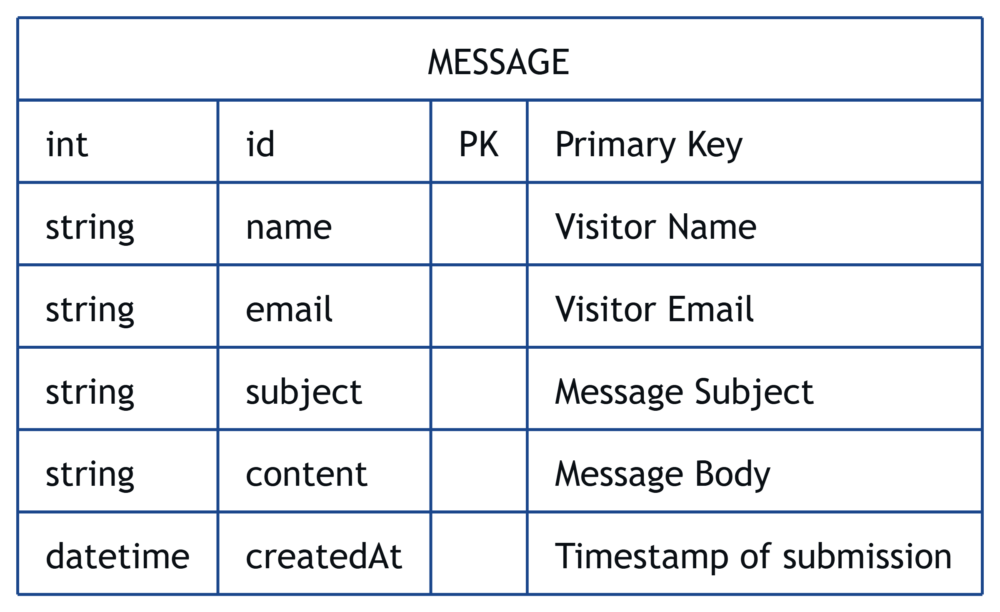 MESSAGE
int id PK Primary Key
string name Visitor Name
string email Visitor Email
string subject Message Subject
string content Message Body
datetime createdAt Timestamp of submission